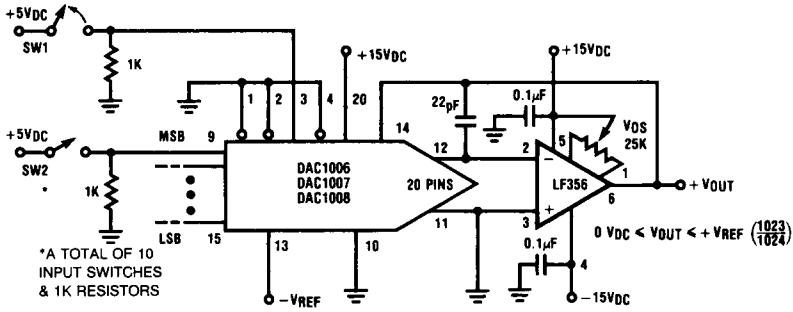 +5VDC
SW1
1K
+15VDC
+15VDC
1 2 3 4 20
22pF
0.1µF
VOS
25K
+5VDC
SW2
*
1K
MSB
9
14
12
2
5
1
DAC1006
DAC1007
DAC1008
20 PINS
−
LF356
+
6
+VOUT
LSB
15
13
10
11
3
0.1µF
4
0 VDC ≤ VOUT ≤ +VREF (1023/1024)
*A TOTAL OF 10
INPUT SWITCHES
& 1K RESISTORS
−VREF
−15VDC